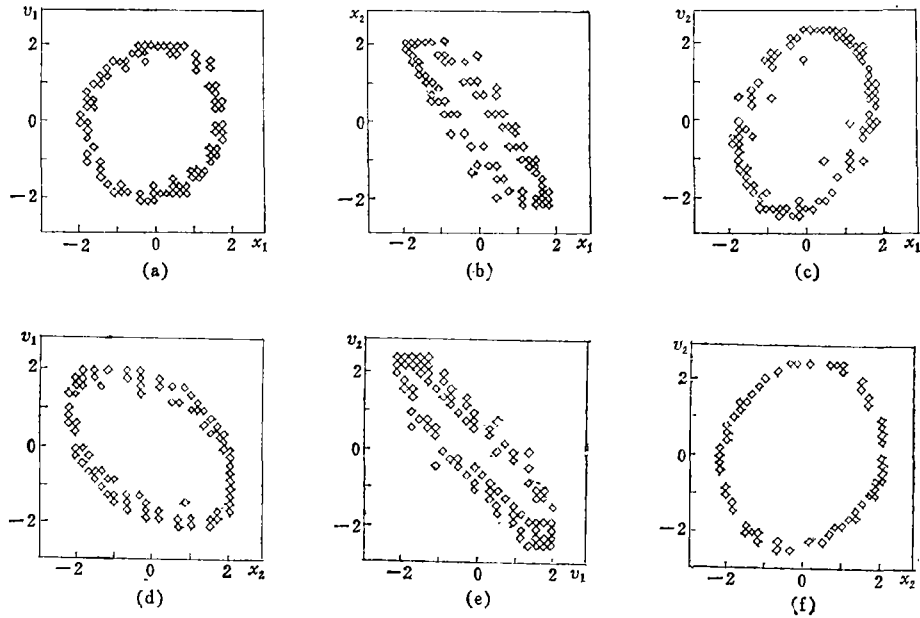 v₁ x₂ v₂
2 2 2
0 0 0
−2 −2 −2
−2 0 2 x₁ −2 0 2 x₁ −2 0 2 x₁
(a) (b) (c)
v₁ v₂ v₂
2 2 2
0 0 0
−2 −2 −2
−2 0 2 x₂ −2 0 2 v₁ −2 0 2 x₂
(d) (e) (f)